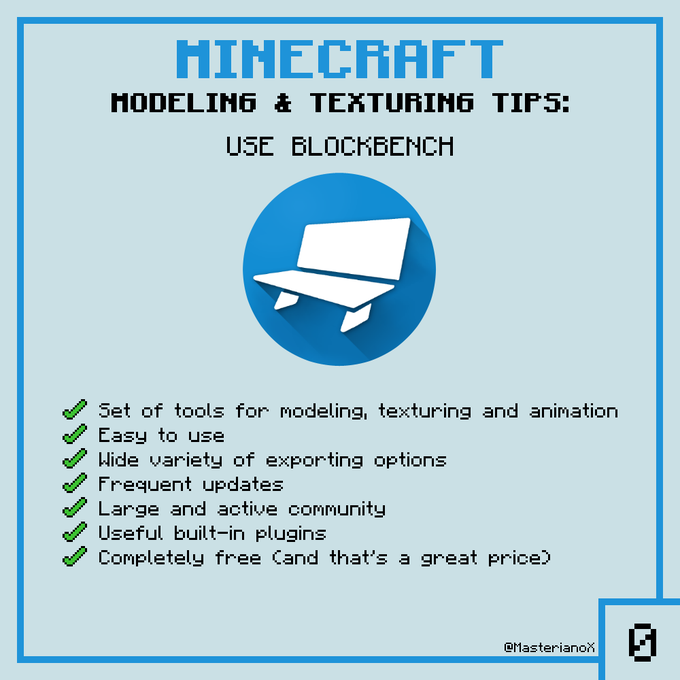 MINECRAFT
MODELING & TEXTURING TIPS:
USE BLOCKBENCH
Set of tools for modeling, texturing and animation
Easy to use
Wide variety of exporting options
Frequent updates
Large and active community
Useful built-in plugins
Completely free (and that's a great price)
@MasterianoX
0